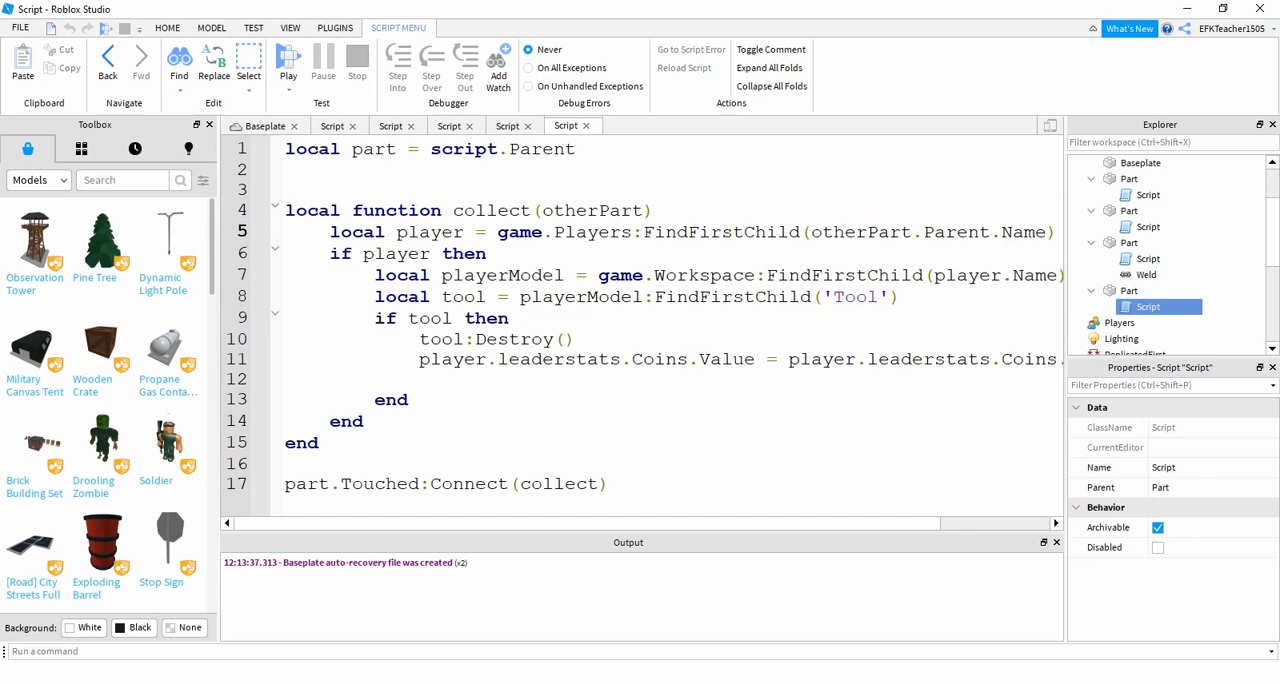 Script - Roblox Studio
FILE HOME MODEL TEST VIEW PLUGINS SCRIPT MENU What's New EFKTeacher1505
Paste Cut Copy
Clipboard
Back Fwd
Navigate
Find Replace Select
Edit
Play Pause Stop
Test
Step Into Step Over Step Out Add Watch
Debugger
Never
On All Exceptions
On Unhandled Exceptions
Debug Errors
Go to Script Error
Reload Script
Toggle Comment
Expand All Folds
Collapse All Folds
Actions
Toolbox
Models Search
Observation Tower
Pine Tree
Dynamic Light Pole
Military Canvas Tent
Wooden Crate
Propane Gas Conta...
Brick Building Set
Drooling Zombie
Soldier
[Road] City Streets Full
Exploding Barrel
Stop Sign
Background: White Black None
Baseplate Script Script Script Script Script
1 local part = script.Parent
2
3
4 local function collect(otherPart)
5 local player = game.Players:FindFirstChild(otherPart.Parent.Name)
6 if player then
7 local playerModel = game.Workspace:FindFirstChild(player.Name)
8 local tool = playerModel:FindFirstChild('Tool')
9 if tool then
10 tool:Destroy()
11 player.leaderstats.Coins.Value = player.leaderstats.Coins.
12
13 end
14 end
15 end
16
17 part.Touched:Connect(collect)
Output
12:13:37.313 - Baseplate auto-recovery file was created (x2)
Explorer
Filter workspace (Ctrl+Shift+X)
Baseplate
Part
Script
Part
Script
Part
Script
Weld
Part
Script
Players
Lighting
ReplicatedFirst
Properties - Script "Script"
Filter Properties (Ctrl+Shift+P)
Data
ClassName Script
CurrentEditor
Name Script
Parent Part
Behavior
Archivable
Disabled
Run a command